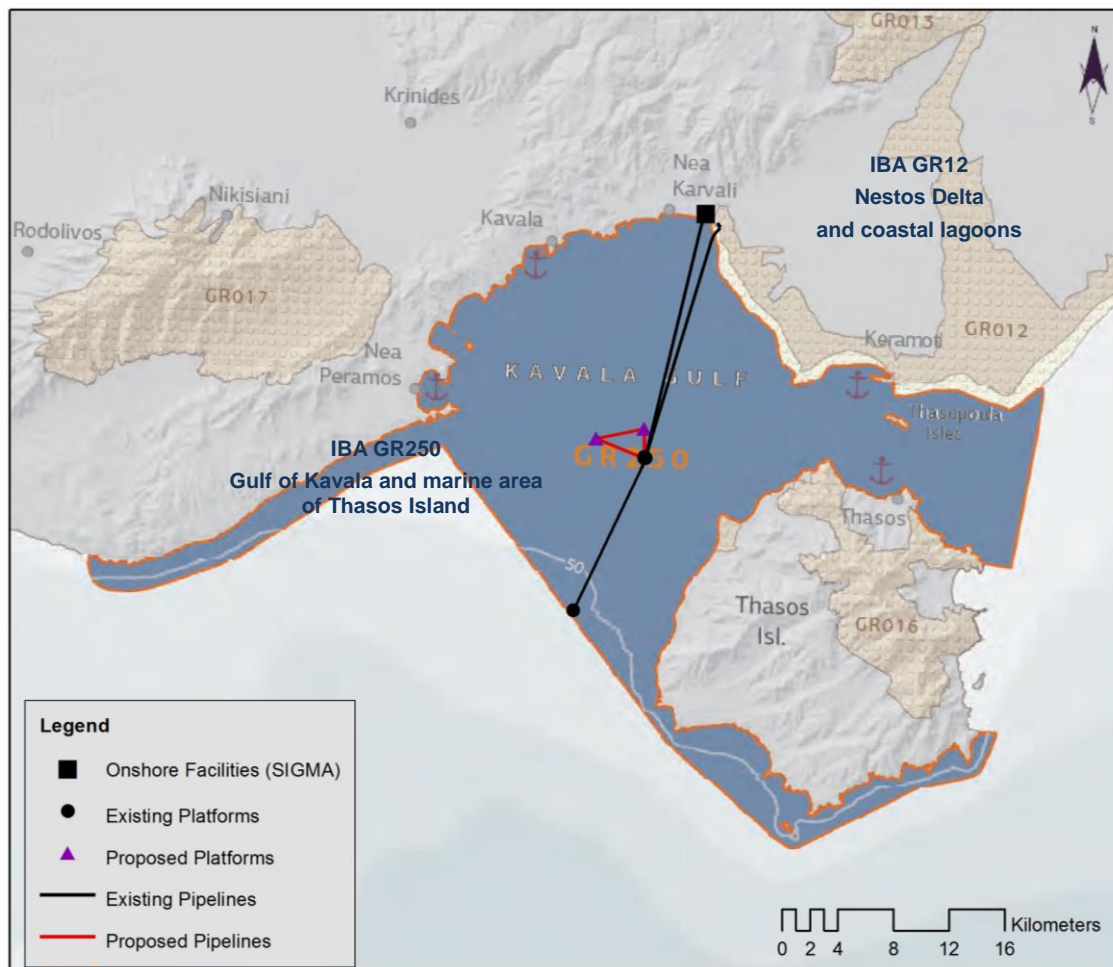 GR013
N
S
Krinides
Nea
Karvali
IBA GR12
Nestos Delta
and coastal lagoons
Nikisiani
Kavala
Rodolivos
GR017
GR012
Keramoti
Nea
Peramos
KAVALA GULF
Thasopoula
Islet
IBA GR250
Gulf of Kavala and marine area
of Thasos Island
GR250
Thasos
50
Thasos
Isl.
GR016
Legend
Onshore Facilities (SIGMA)
Existing Platforms
Proposed Platforms
Existing Pipelines
Proposed Pipelines
Kilometers
0 2 4 8 12 16